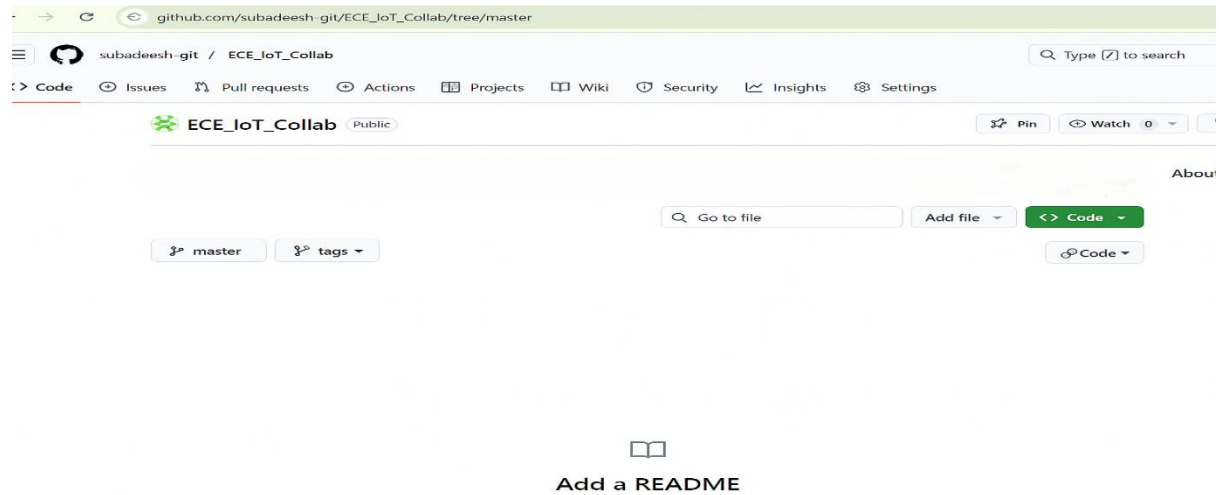 github.com/subadeesh-git/ECE_IoT_Collab/tree/master
subadeesh-git / ECE_IoT_Collab
Type / to search
<> Code Issues Pull requests Actions Projects Wiki Security Insights Settings
ECE_IoT_Collab Public
Pin Watch 0
About
Go to file Add file <> Code
master tags Code
Add a README